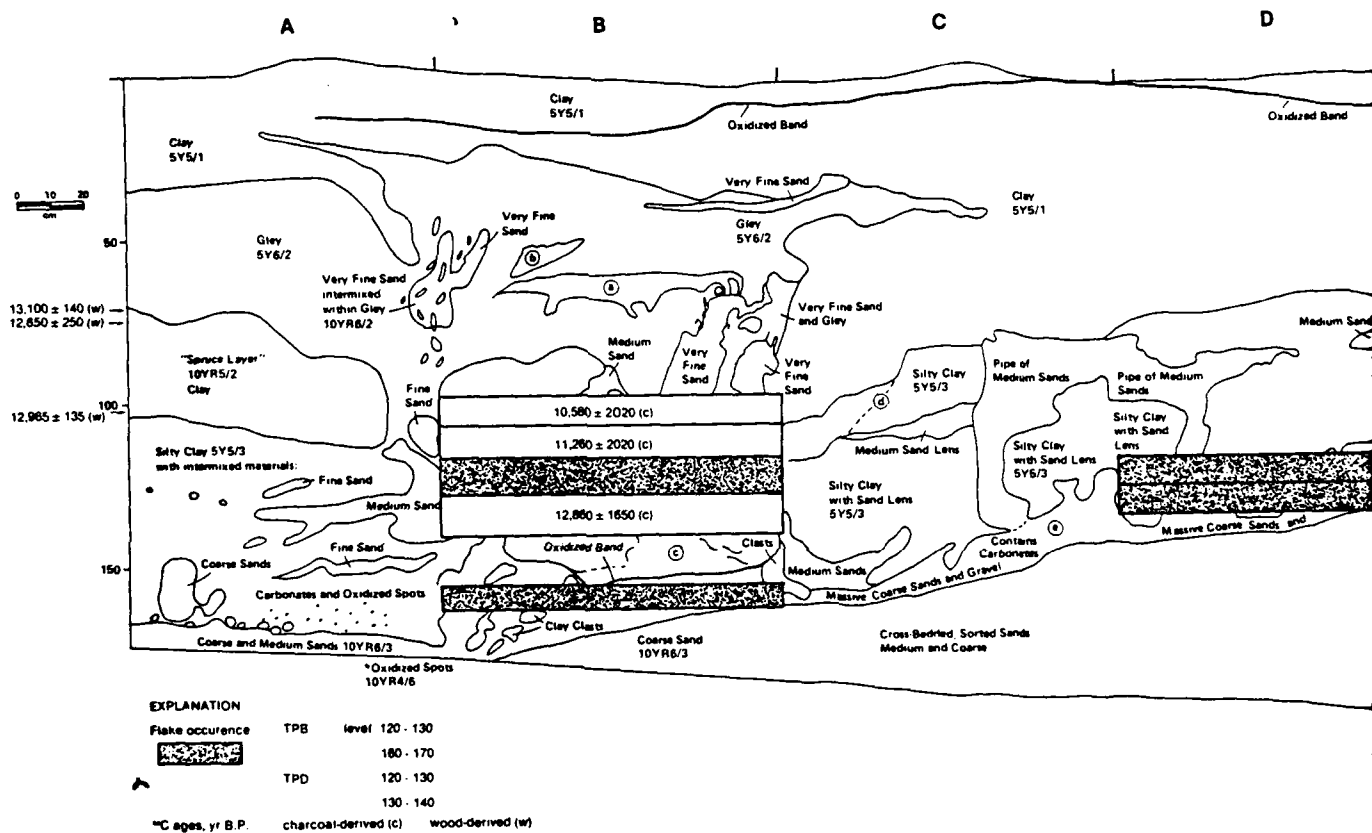 A
B
C
D
Clay
5Y5/1
Oxidized Band
Oxidized Band
Clay
5Y5/1
0 10 20
cm
Very Fine Sand
Clay
5Y5/1
Very Fine
Sand
Gley
5Y6/2
50
Gley
5Y6/2
b
Very Fine Sand
intermixed
within Gley
10YR6/2
a
13,100 ± 140 (w)
12,650 ± 250 (w)
Very Fine Sand
and Gley
Medium Sand
"Spruce Layer"
10YR5/2
Clay
Medium
Sand
Very
Fine
Sand
Very
Fine
Sand
Silty Clay
5Y5/3
Pipe of
Medium Sands
Pipe of Medium
Sands
Fine
Sand
100
12,965 ± 135 (w)
10,580 ± 2020 (c)
d
11,260 ± 2020 (c)
Medium Sand Lens
Silty Clay
with Sand
Lens
Silty Clay 5Y5/3
with intermixed materials:
Silty Clay
with Sand Lens
5Y6/3
Fine Sand
Silty Clay
with Sand Lens
5Y5/3
Medium Sand
12,860 ± 1650 (c)
Massive Coarse Sands and
e
Contains
Carbonates
Fine Sand
Oxidized Band
c
Clasts
Coarse Sands
150
Medium Sands
Massive Coarse Sands and Gravel
Carbonates and Oxidized Spots
Clay Clasts
Coarse and Medium Sands 10YR6/3
Coarse Sand
10YR6/3
Cross-Bedded, Sorted Sands
Medium and Coarse
*Oxidized Spots
10YR4/6
EXPLANATION
Flake occurence TPB level 120 - 130
160 - 170
TPD 120 - 130
130 - 140
¹⁴C ages, yr B.P. charcoal-derived (c) wood-derived (w)